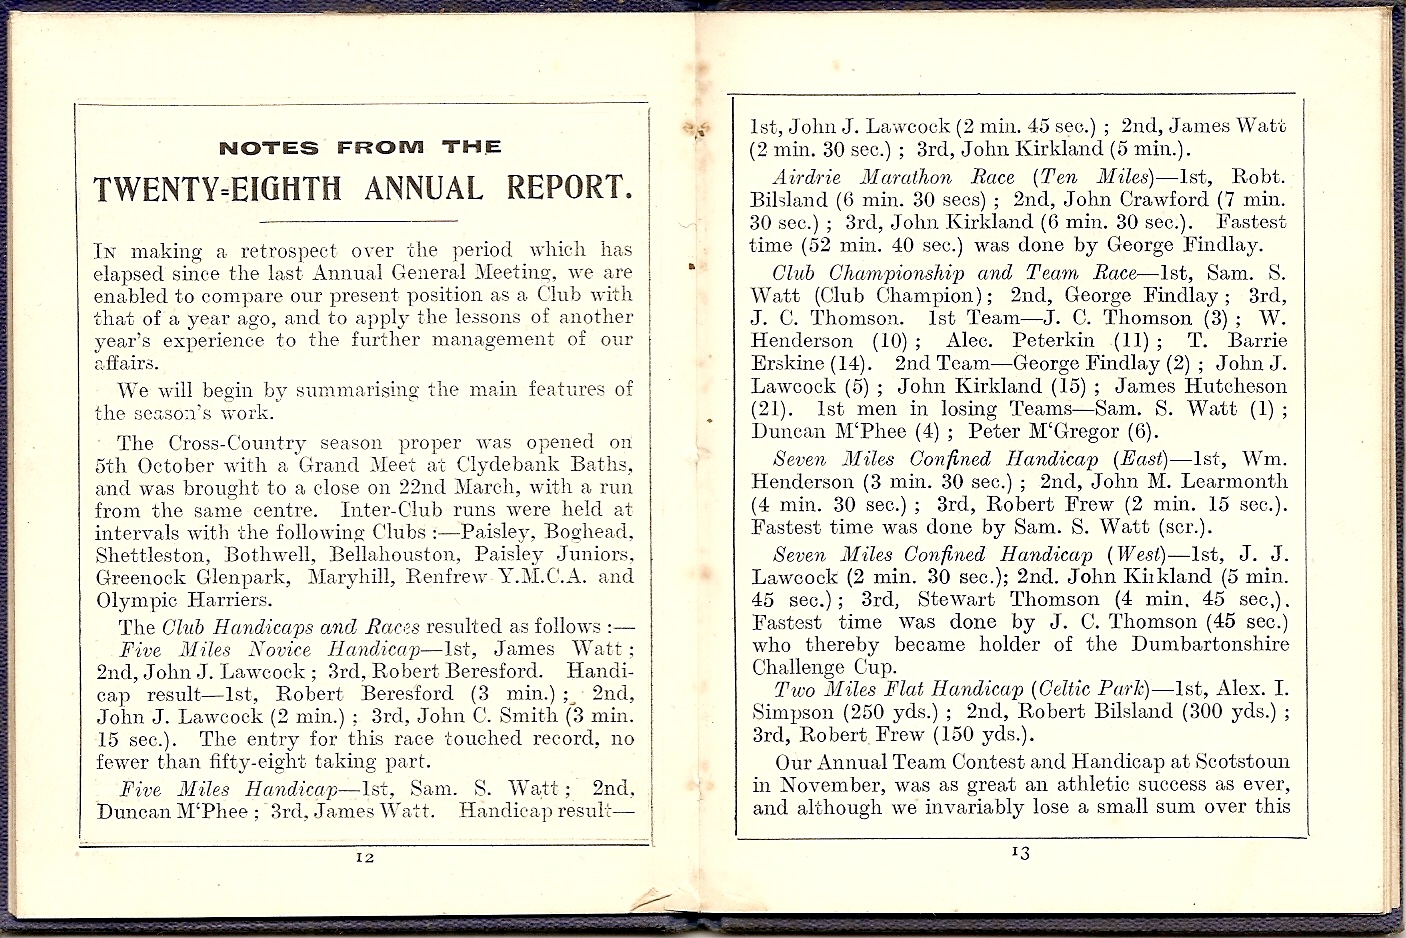 NOTES FROM THE
TWENTY=EIGHTH ANNUAL REPORT.
IN making a retrospect over the period which has
elapsed since the last Annual General Meeting, we are
enabled to compare our present position as a Club with
that of a year ago, and to apply the lessons of another
year's experience to the further management of our
affairs.
We will begin by summarising the main features of
the season's work.
The Cross-Country season proper was opened on
5th October with a Grand Meet at Clydebank Baths,
and was brought to a close on 22nd March, with a run
from the same centre. Inter-Club runs were held at
intervals with the following Clubs :—Paisley, Boghead,
Shettleston, Bothwell, Bellahouston, Paisley Juniors,
Greenock Glenpark, Maryhill, Renfrew Y.M.C.A. and
Olympic Harriers.
The Club Handicaps and Races resulted as follows :—
Five Miles Novice Handicap—1st, James Watt ;
2nd, John J. Lawcock ; 3rd, Robert Beresford. Handi-
cap result—1st, Robert Beresford (3 min.) ; 2nd,
John J. Lawcock (2 min.) ; 3rd, John C. Smith (3 min.
15 sec.). The entry for this race touched record, no
fewer than fifty-eight taking part.
Five Miles Handicap—1st, Sam. S. Watt ; 2nd,
Duncan M‘Phee ; 3rd, James Watt. Handicap result—
12
1st, John J. Lawcock (2 min. 45 sec.) ; 2nd, James Watt
(2 min. 30 sec.) ; 3rd, John Kirkland (5 min.).
Airdrie Marathon Race (Ten Miles)—1st, Robt.
Bilsland (6 min. 30 secs) ; 2nd, John Crawford (7 min.
30 sec.) ; 3rd, John Kirkland (6 min. 30 sec.). Fastest
time (52 min. 40 sec.) was done by George Findlay.
Club Championship and Team Race—1st, Sam. S.
Watt (Club Champion) ; 2nd, George Findlay ; 3rd,
J. C. Thomson. 1st Team—J. C. Thomson (3) ; W.
Henderson (10) ; Alec. Peterkin (11) ; T. Barrie
Erskine (14). 2nd Team—George Findlay (2) ; John J.
Lawcock (5) ; John Kirkland (15) ; James Hutcheson
(21). 1st men in losing Teams—Sam. S. Watt (1) ;
Duncan M‘Phee (4) ; Peter M‘Gregor (6).
Seven Miles Confined Handicap (East)—1st, Wm.
Henderson (3 min. 30 sec.) ; 2nd, John M. Learmonth
(4 min. 30 sec.) ; 3rd, Robert Frew (2 min. 15 sec.).
Fastest time was done by Sam. S. Watt (scr.).
Seven Miles Confined Handicap (West)—1st, J. J.
Lawcock (2 min. 30 sec.); 2nd. John Kirkland (5 min.
45 sec.) ; 3rd, Stewart Thomson (4 min. 45 sec.).
Fastest time was done by J. C. Thomson (45 sec.)
who thereby became holder of the Dumbartonshire
Challenge Cup.
Two Miles Flat Handicap (Celtic Park)—1st, Alex. I.
Simpson (250 yds.) ; 2nd, Robert Bilsland (300 yds.) ;
3rd, Robert Frew (150 yds.).
Our Annual Team Contest and Handicap at Scotstoun
in November, was as great an athletic success as ever,
and although we invariably lose a small sum over this
13